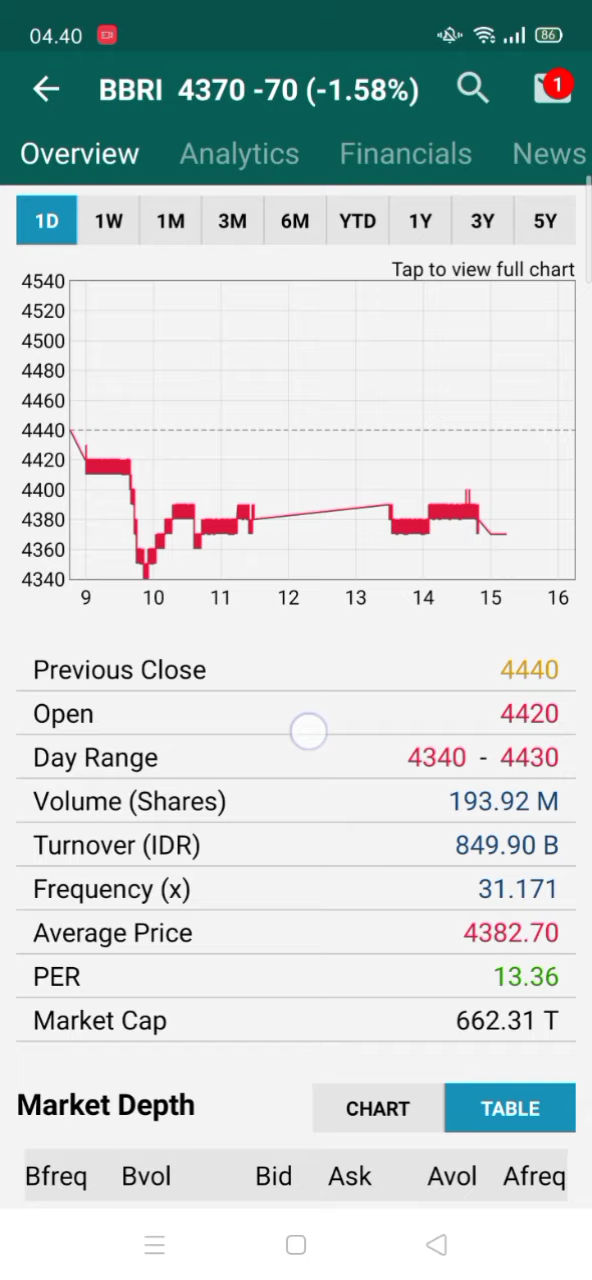 04.40 86
BBRI 4370 -70 (-1.58%) 1
Overview Analytics Financials News
1D 1W 1M 3M 6M YTD 1Y 3Y 5Y
Tap to view full chart
4540
4520
4500
4480
4460
4440
4420
4400
4380
4360
4340
9 10 11 12 13 14 15 16
Previous Close 4440
Open 4420
Day Range 4340 - 4430
Volume (Shares) 193.92 M
Turnover (IDR) 849.90 B
Frequency (x) 31.171
Average Price 4382.70
PER 13.36
Market Cap 662.31 T
Market Depth CHART TABLE
Bfreq Bvol Bid Ask Avol Afreq